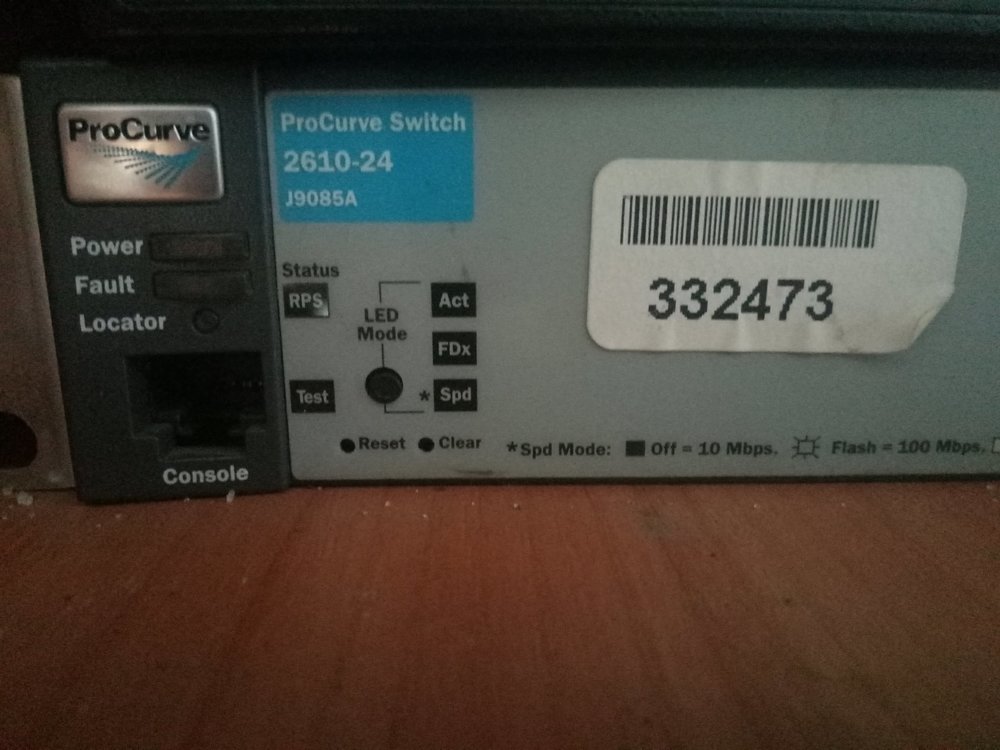 ProCurve
Power
Fault
Locator
Console
ProCurve Switch
2610-24
J9085A
Status
RPS
Test
LED
Mode
Act
FDx
* Spd
Reset
Clear
*Spd Mode: Off = 10 Mbps, Flash = 100 Mbps,
332473